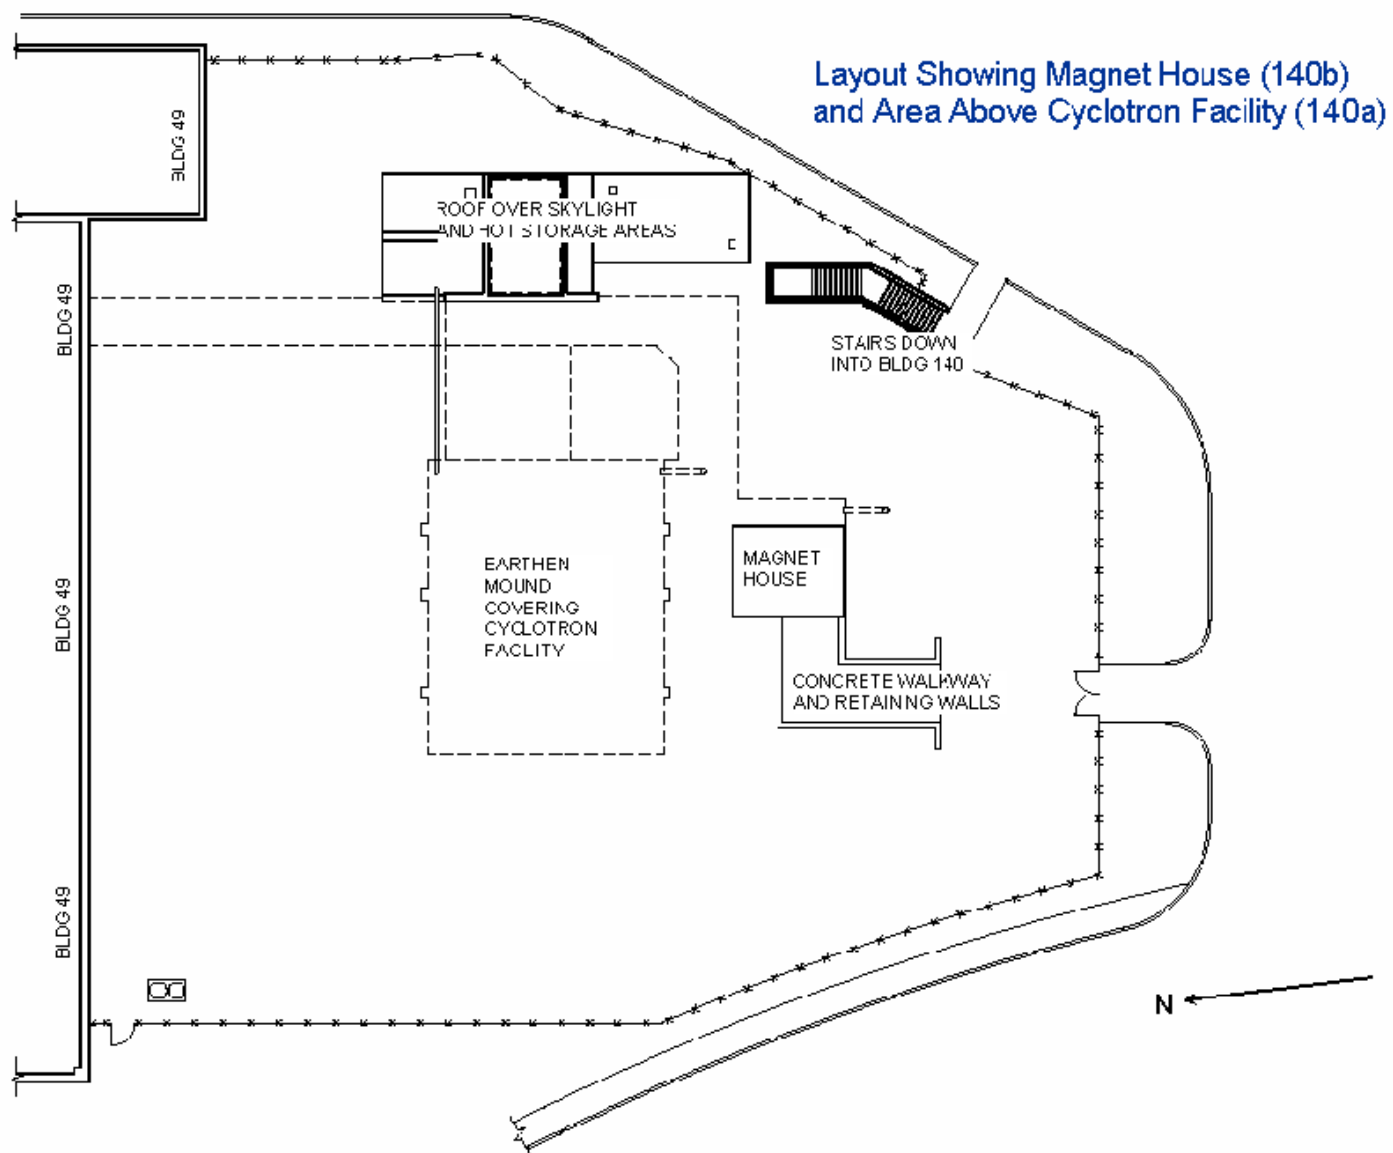 Layout Showing Magnet House (140b)
and Area Above Cyclotron Facility (140a)
BLDG 49
ROOF OVER SKYLIGHT
AND HOT STORAGE AREAS
BLDG 49
STAIRS DOWN
INTO BLDG 140
EARTHEN
MOUND
COVERING
CYCLOTRON
FACLITY
MAGNET
HOUSE
BLDG 49
CONCRETE WALKWAY
AND RETAINING WALLS
BLDG 49
N